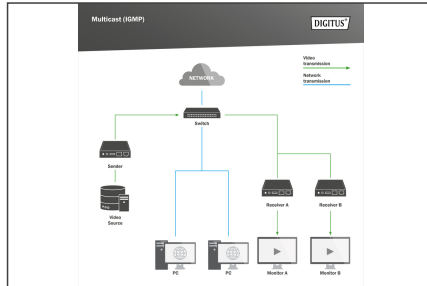 Multicast (IGMP)
DIGITUS®
Video
transmission
Network
transmission
NETWORK
Switch
Sender
Video
Source
Receiver A
Receiver B
PC
PC
Monitor A
Monitor B